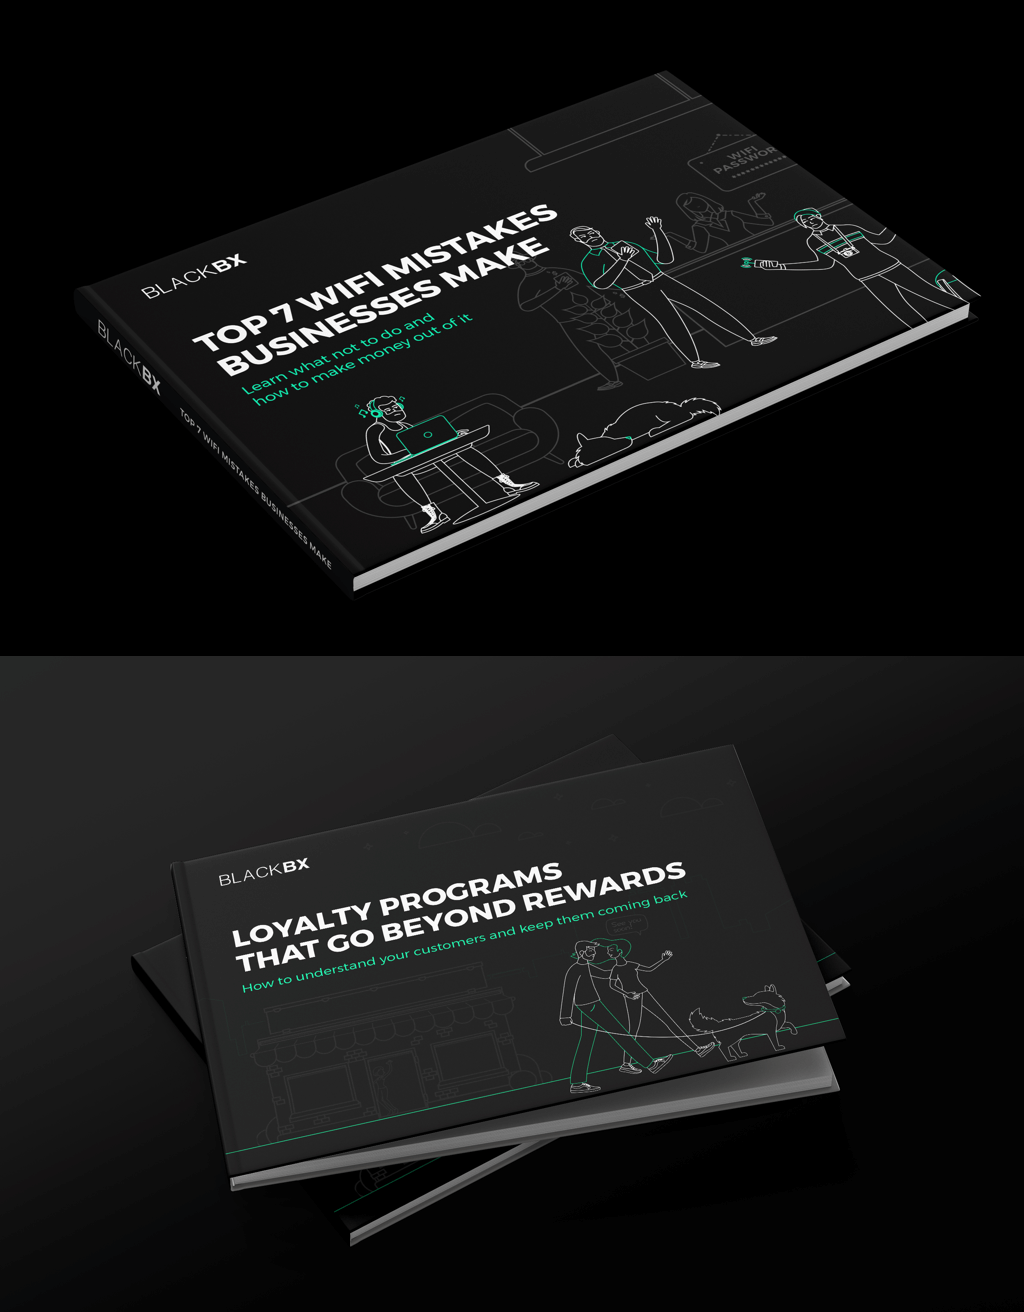 BLACKBX
TOP 7 WIFI MISTAKES
BUSINESSES MAKE
Learn what not to do and
how to make money out of it
WIFI
PASSWOR
BLACKBX
TOP 7 WIFI MISTAKES BUSINESSES MAKE
BLACKBX
LOYALTY PROGRAMS
THAT GO BEYOND REWARDS
How to understand your customers and keep them coming back